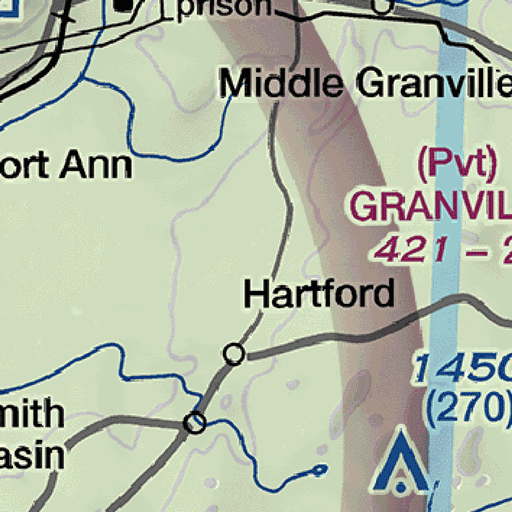 prison
Middle Granville
ort Ann
(Pvt)
GRANVIL
421 – 2
Hartford
1450
(270)
mith
asin